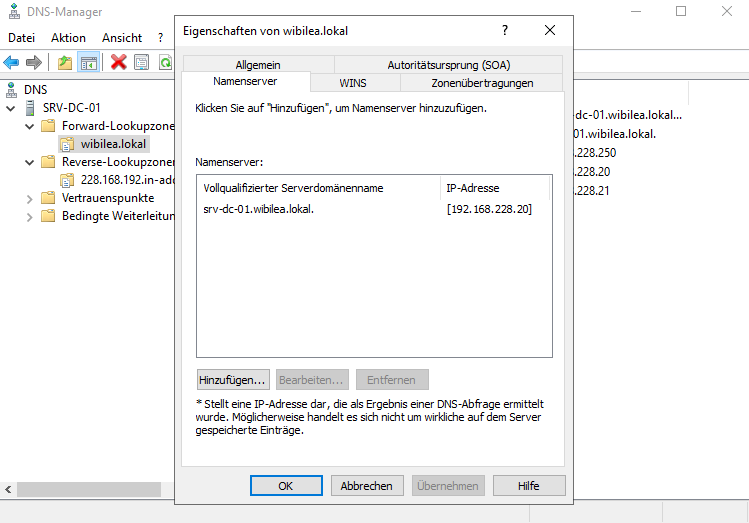 DNS-Manager
Datei Aktion Ansicht ?
DNS
SRV-DC-01
Forward-Lookupzone
wibilea.lokal
Reverse-Lookupzone
228.168.192.in-add
Vertrauenspunkte
Bedingte Weiterleitun
dc-01.wibilea.lokal...
01.wibilea.lokal.
.228.250
.228.20
.228.21
Eigenschaften von wibilea.lokal
?
Allgemein Autoritätsursprung (SOA)
Namenserver WINS Zonenübertragungen
Klicken Sie auf "Hinzufügen", um Namenserver hinzuzufügen.
Namenserver:
Vollqualifizierter Serverdomänenname IP-Adresse
srv-dc-01.wibilea.lokal. [192.168.228.20]
Hinzufügen... Bearbeiten... Entfernen
* Stellt eine IP-Adresse dar, die als Ergebnis einer DNS-Abfrage ermittelt
wurde. Möglicherweise handelt es sich nicht um wirkliche auf dem Server
gespeicherte Einträge.
OK Abbrechen Übernehmen Hilfe